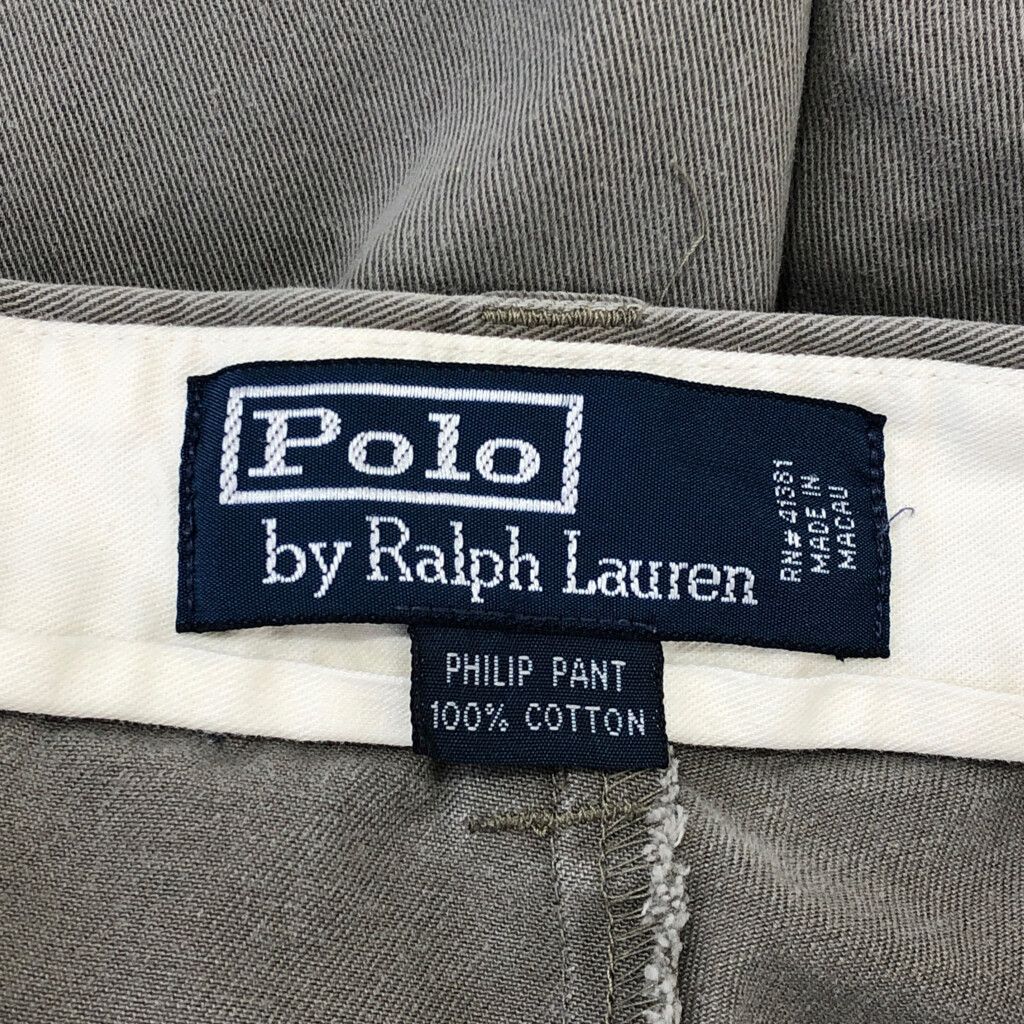 Polo
by Ralph Lauren
RN# 41381
MADE IN
MACAU
PHILIP PANT
100% COTTON